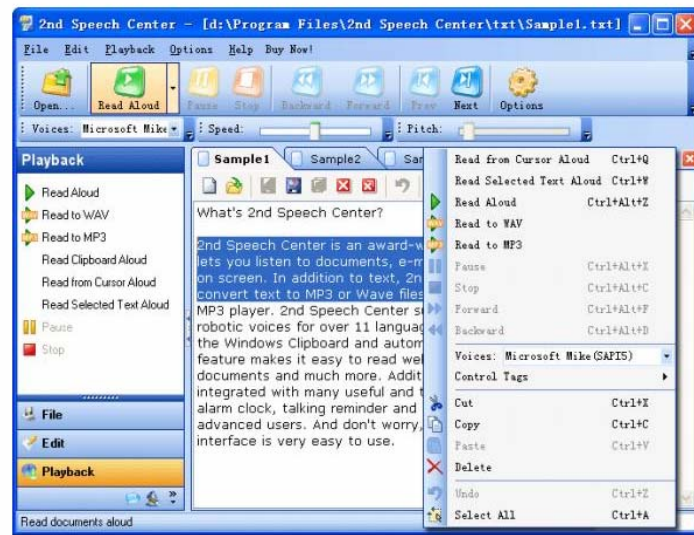 2nd Speech Center - [d:\Program Files\2nd Speech Center\txt\Sample1.txt]
File Edit Playback Options Help Buy Now!
Open... Read Aloud Pause Stop Backward Forward Prev Next Options
Voices: Microsoft Mike Speed: Pitch:
Playback
Read Aloud
Read to WAV
Read to MP3
Read Clipboard Aloud
Read from Cursor Aloud
Read Selected Text Aloud
Pause
Stop
File
Edit
Playback
Read documents aloud
Sample1 Sample2 Sar
What's 2nd Speech Center?
2nd Speech Center is an award-w
lets you listen to documents, e-m
on screen. In addition to text, 2n
convert text to MP3 or Wave files
MP3 player. 2nd Speech Center s
robotic voices for over 11 languag
the Windows Clipboard and autom
feature makes it easy to read wel
documents and much more. Addit
integrated with many useful and t
alarm clock, talking reminder and
advanced users. And don't worry,
interface is very easy to use.
Read from Cursor Aloud Ctrl+Q
Read Selected Text Aloud Ctrl+W
Read Aloud Ctrl+Alt+Z
Read to WAV
Read to MP3
Pause Ctrl+Alt+X
Stop Ctrl+Alt+C
Forward Ctrl+Alt+F
Backward Ctrl+Alt+D
Voices: Microsoft Mike(SAPI5)
Control Tags
Cut Ctrl+X
Copy Ctrl+C
Paste Ctrl+V
Delete
Undo Ctrl+Z
Select All Ctrl+A